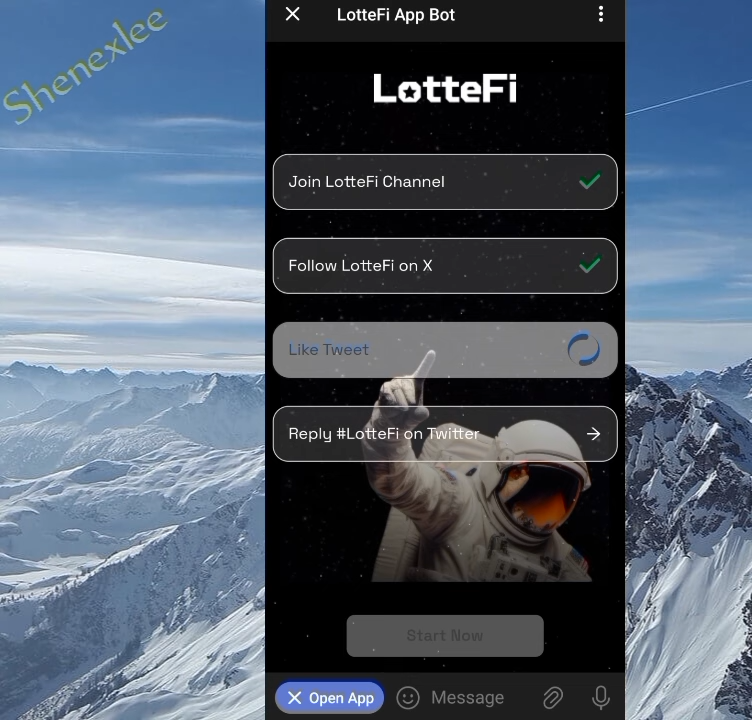 Shenexlee
LotteFi App Bot
LotteFi
Join LotteFi Channel
Follow LotteFi on X
Like Tweet
Reply #LotteFi on Twitter
Start Now
Open App
Message